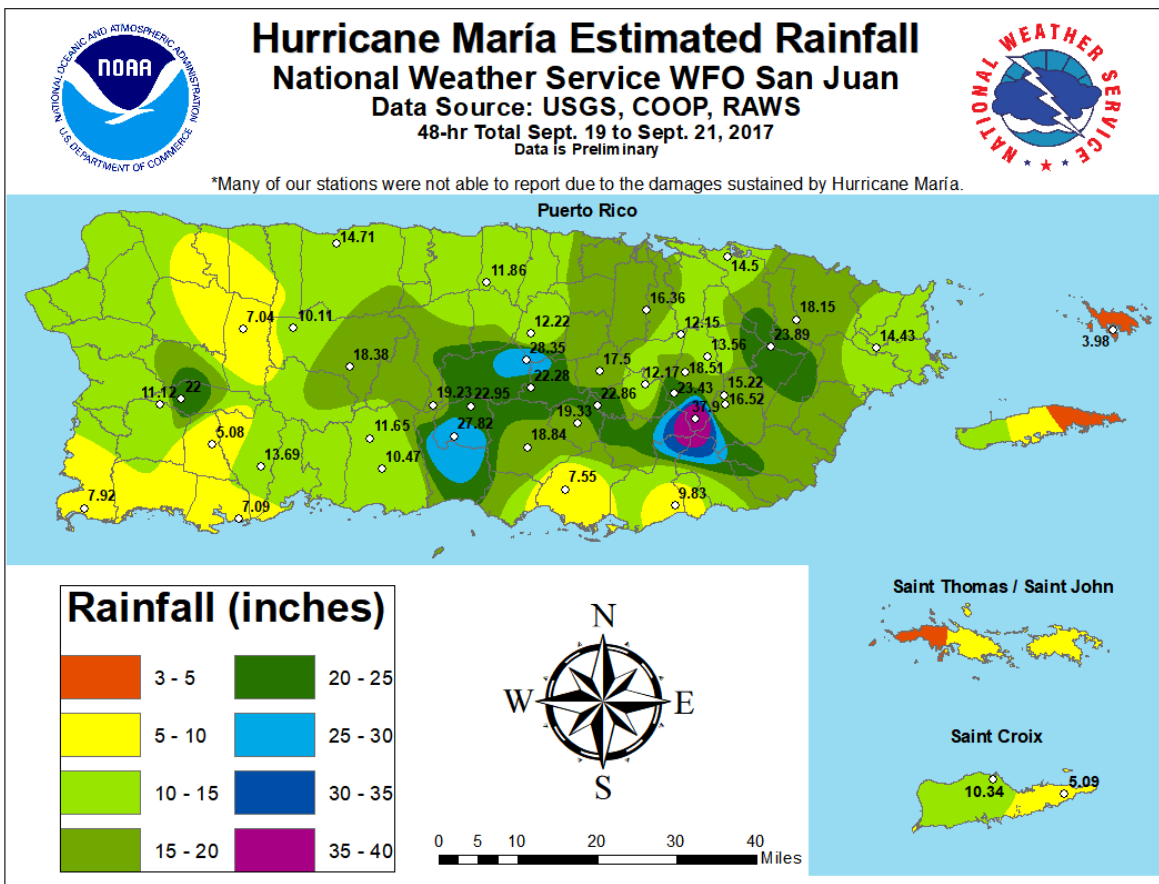 Hurricane María Estimated Rainfall
National Weather Service WFO San Juan
Data Source: USGS, COOP, RAWS
48-hr Total Sept. 19 to Sept. 21, 2017
Data is Preliminary
NATIONAL OCEANIC AND ATMOSPHERIC ADMINISTRATION
NOAA
U.S. DEPARTMENT OF COMMERCE
NATIONAL WEATHER SERVICE
*Many of our stations were not able to report due to the damages sustained by Hurricane María.
Puerto Rico
14.71
14.5
11.86
16.36
18.15
7.04
10.11
12.22
12.15
3.98
23.89
14.43
28.35
13.56
18.38
17.5
18.51
12.17
22.28
22
11.12
23.43
15.22
19.23
22.95
22.86
16.52
37.9
19.33
27.82
11.65
5.08
18.84
13.69
10.47
7.55
9.83
7.92
7.09
Rainfall (inches)
3 - 5
5 - 10
10 - 15
15 - 20
20 - 25
25 - 30
30 - 35
35 - 40
N
W
E
S
0 5 10 20 30 40
Miles
Saint Thomas / Saint John
Saint Croix
10.34
5.09